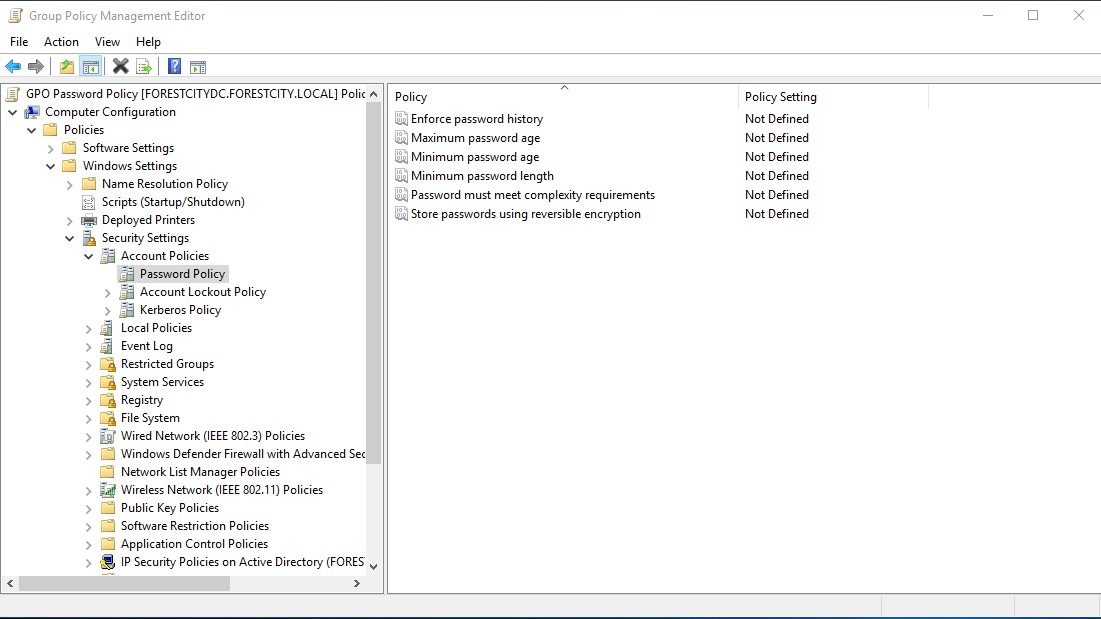 Group Policy Management Editor
File Action View Help
GPO Password Policy [FORESTCITYDC.FORESTCITY.LOCAL] Polic
Computer Configuration
Policies
Software Settings
Windows Settings
Name Resolution Policy
Scripts (Startup/Shutdown)
Deployed Printers
Security Settings
Account Policies
Password Policy
Account Lockout Policy
Kerberos Policy
Local Policies
Event Log
Restricted Groups
System Services
Registry
File System
Wired Network (IEEE 802.3) Policies
Windows Defender Firewall with Advanced Sec
Network List Manager Policies
Wireless Network (IEEE 802.11) Policies
Public Key Policies
Software Restriction Policies
Application Control Policies
IP Security Policies on Active Directory (FORES
Policy Policy Setting
Enforce password history Not Defined
Maximum password age Not Defined
Minimum password age Not Defined
Minimum password length Not Defined
Password must meet complexity requirements Not Defined
Store passwords using reversible encryption Not Defined